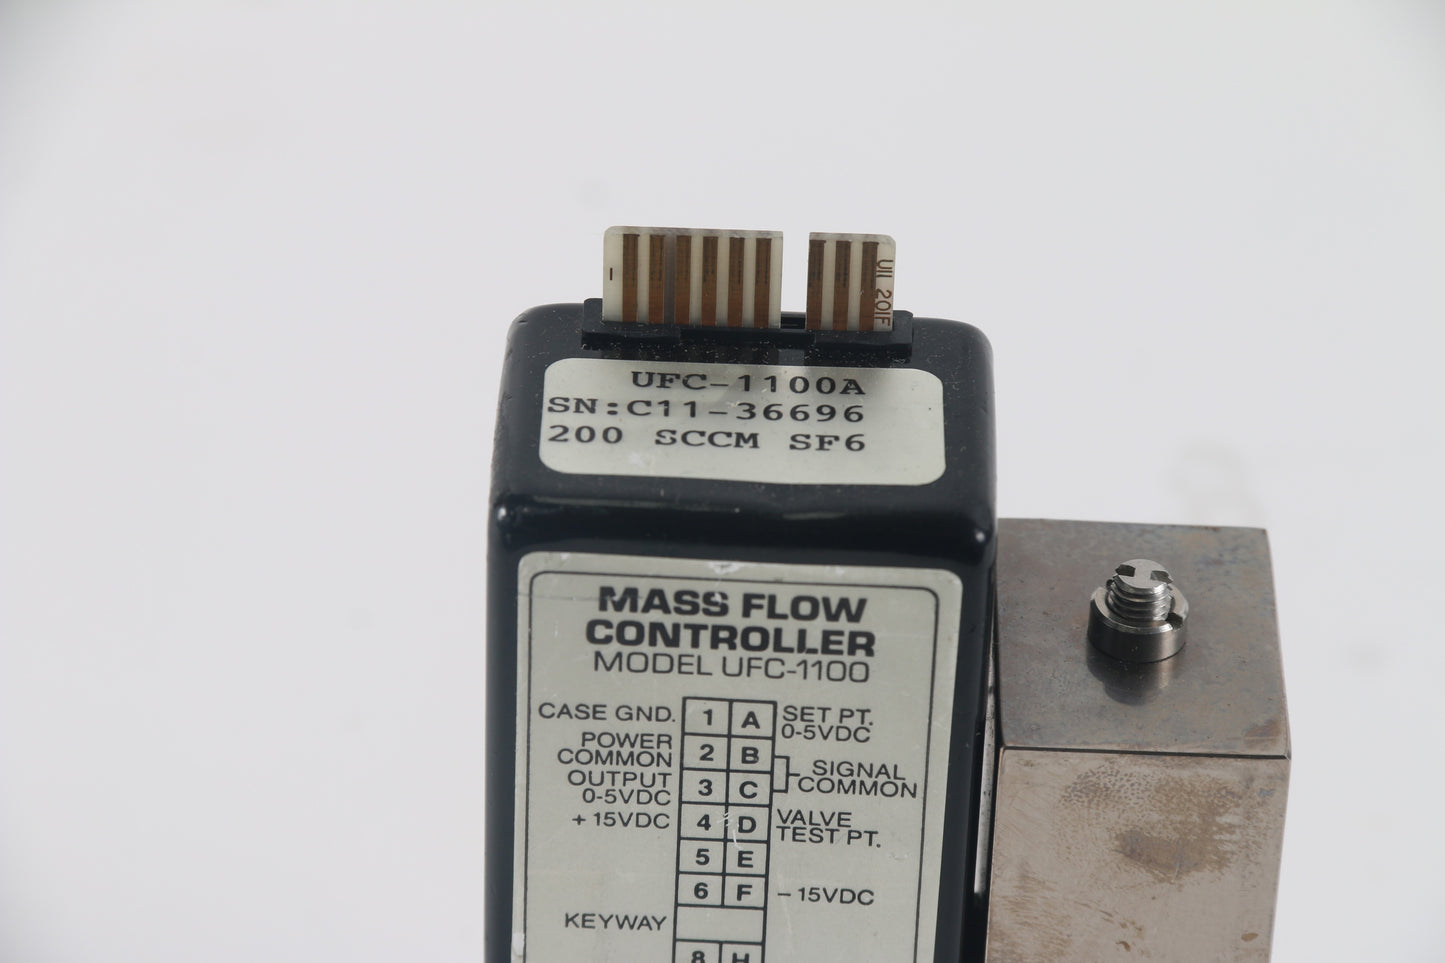 UII 201F
UFC-1100A
SN:C11-36696
200 SCCM SF6
MASS FLOW
CONTROLLER
MODEL UFC-1100
CASE GND. 1 A SET PT.
0-5VDC
POWER
COMMON 2 B
SIGNAL
COMMON
OUTPUT
0-5VDC 3 C
+15VDC 4 D VALVE
TEST PT.
5 E
6 F -15VDC
KEYWAY
8 H